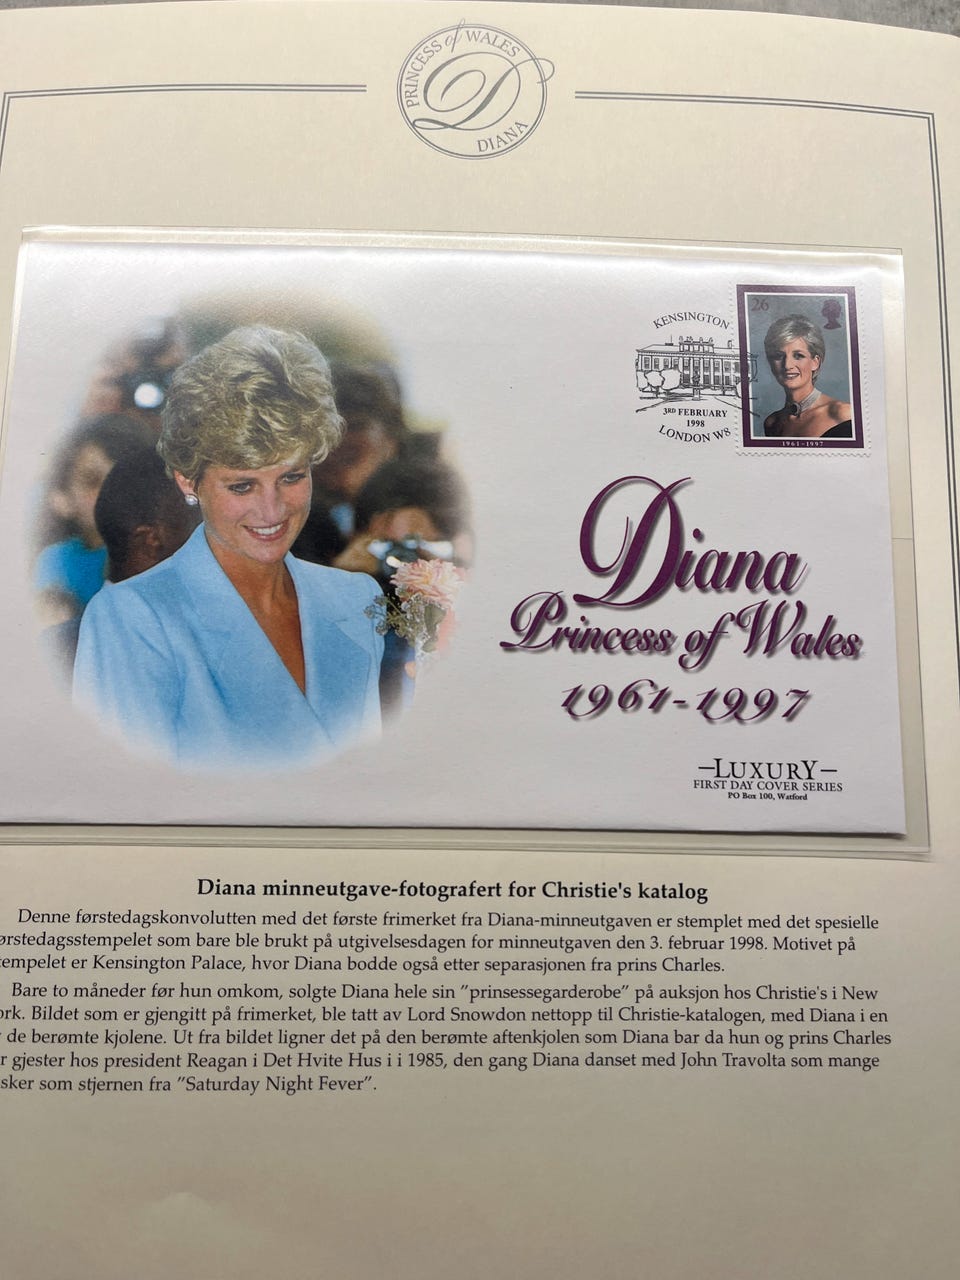 PRINCESS of WALES
D
DIANA
KENSINGTON
3RD FEBRUARY
1998
LONDON W8
26
1961-1997
Diana
Princess of Wales
1961-1997
LUXURY
FIRST DAY COVER SERIES
PO Box 100, Watford
Diana minneutgave-fotografert for Christie's katalog
Denne førstedagskonvolutten med det første frimerket fra Diana-minneutgaven er stemplet med det spesielle
ørstedagsstempelet som bare ble brukt på utgivelsesdagen for minneutgaven den 3. februar 1998. Motivet på
tempelet er Kensington Palace, hvor Diana bodde også etter separasjonen fra prins Charles.
Bare to måneder før hun omkom, solgte Diana hele sin "prinsessegarderobe" på auksjon hos Christie's i New
ork. Bildet som er gjengitt på frimerket, ble tatt av Lord Snowdon nettopp til Christie-katalogen, med Diana i en
de berømte kjolene. Ut fra bildet ligner det på den berømte aftenkjolen som Diana bar da hun og prins Charles
r gjester hos president Reagan i Det Hvite Hus i i 1985, den gang Diana danset med John Travolta som mange
sker som stjernen fra "Saturday Night Fever".